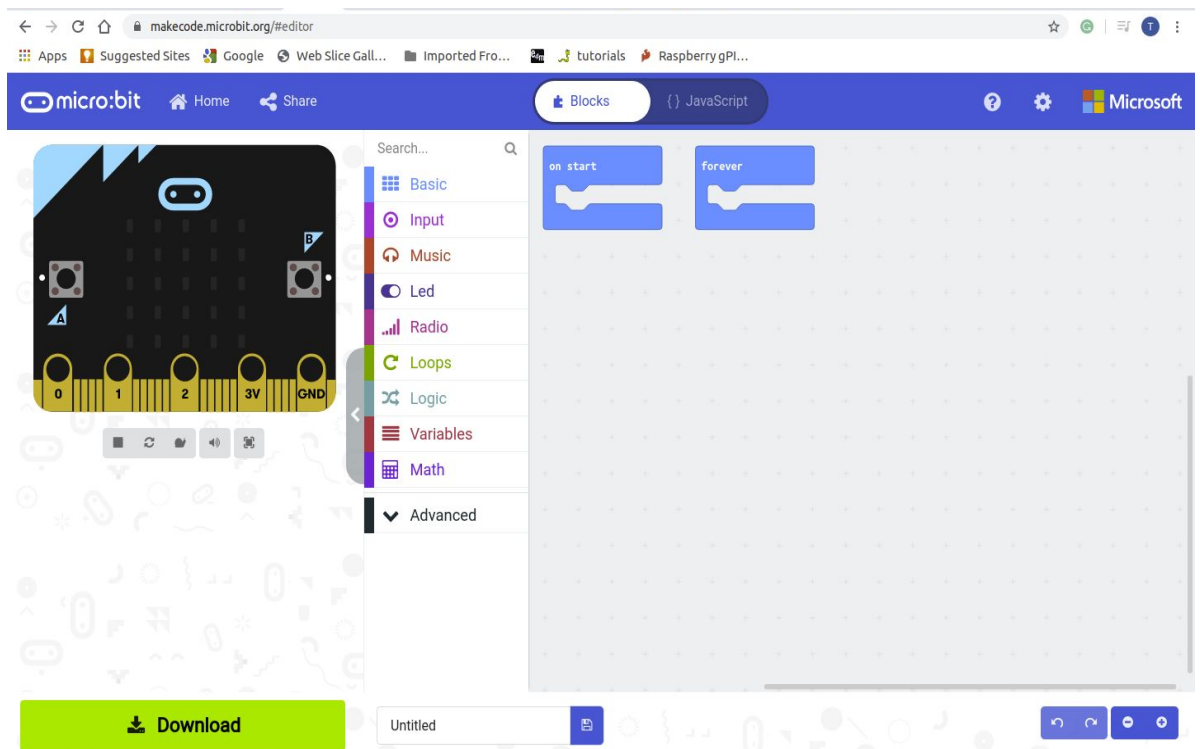 makecode.microbit.org/#editor
T
Apps Suggested Sites Google Web Slice Gall... Imported Fro... tutorials Raspberry gPI...
micro:bit Home Share Blocks {} JavaScript ? Microsoft
Search...
on start forever
Basic
Input
B
Music
Led
A
Radio
Loops
0 1 2 3V GND
Logic
Variables
Math
Advanced
Download Untitled